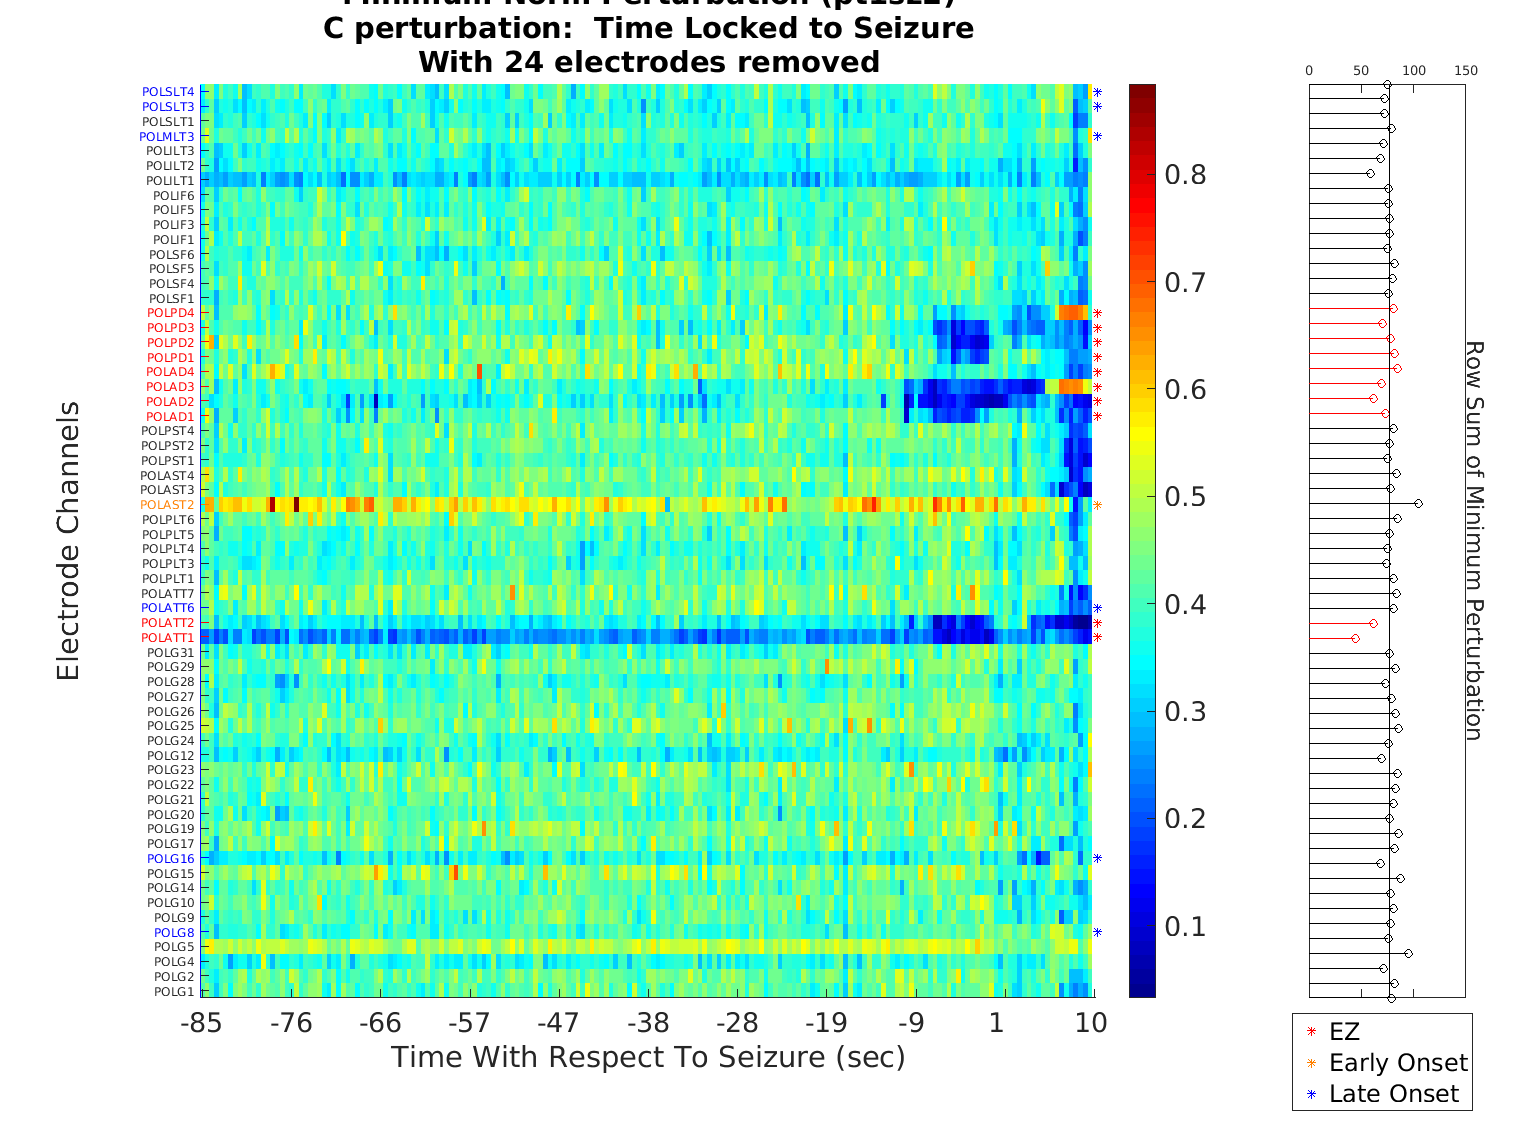 Minimum Norm Perturbation (pt1sz2)
C perturbation:  Time Locked to Seizure
With 24 electrodes removed
0 50 100 150
POLSLT4
POLSLT3
POLSLT1
POLMLT3
POLILT3
POLILT2
POLILT1
POLIF6
POLIF5
POLIF3
POLIF1
POLSF6
POLSF5
POLSF4
POLSF1
POLPD4
POLPD3
POLPD2
POLPD1
POLAD4
POLAD3
POLAD2
POLAD1
POLPST4
POLPST2
POLPST1
POLAST4
POLAST3
POLAST2
POLPLT6
POLPLT5
POLPLT4
POLPLT3
POLPLT1
POLATT7
POLATT6
POLATT2
POLATT1
POLG31
POLG29
POLG28
POLG27
POLG26
POLG25
POLG24
POLG12
POLG23
POLG22
POLG21
POLG20
POLG19
POLG17
POLG16
POLG15
POLG14
POLG10
POLG9
POLG8
POLG5
POLG4
POLG2
POLG1
Electrode Channels
-85 -76 -66 -57 -47 -38 -28 -19 -9 1 10
Time With Respect To Seizure (sec)
0.8
0.7
0.6
0.5
0.4
0.3
0.2
0.1
Row Sum of Minimum Perturbation
EZ
Early Onset
Late Onset